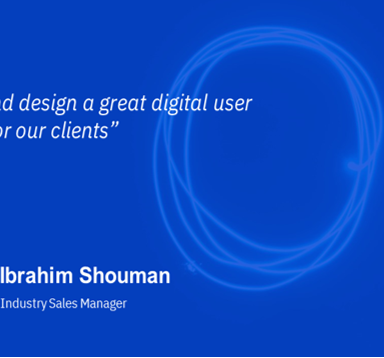 d design a great digital user
or our clients”
Ibrahim Shouman
Industry Sales Manager